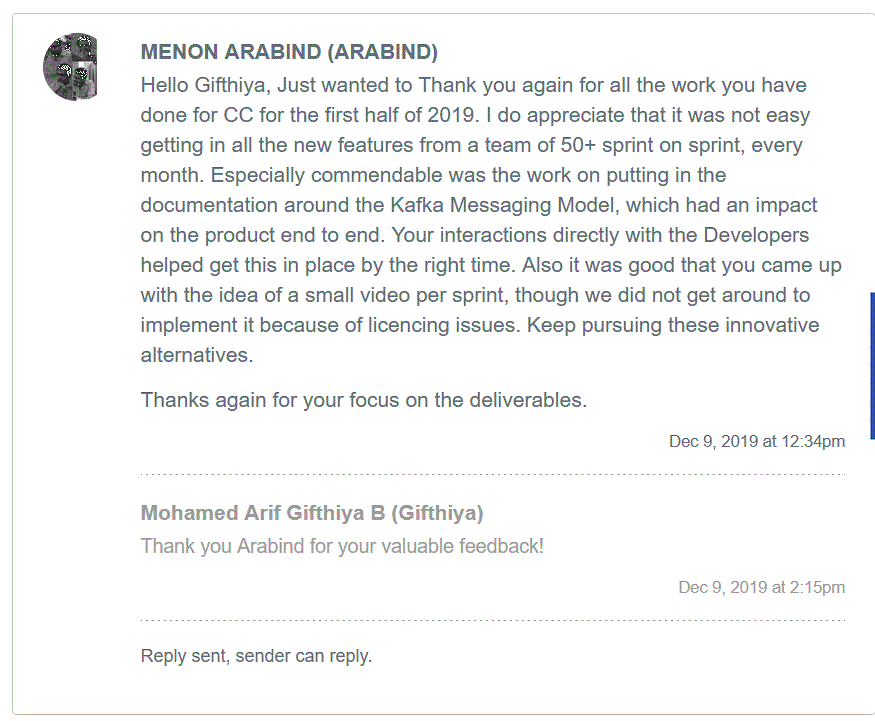 MENON ARABIND (ARABIND)
Hello Gifthiya, Just wanted to Thank you again for all the work you have
done for CC for the first half of 2019. I do appreciate that it was not easy
getting in all the new features from a team of 50+ sprint on sprint, every
month. Especially commendable was the work on putting in the
documentation around the Kafka Messaging Model, which had an impact
on the product end to end. Your interactions directly with the Developers
helped get this in place by the right time. Also it was good that you came up
with the idea of a small video per sprint, though we did not get around to
implement it because of licencing issues. Keep pursuing these innovative
alternatives.
Thanks again for your focus on the deliverables.
Dec 9, 2019 at 12:34pm
Mohamed Arif Gifthiya B (Gifthiya)
Thank you Arabind for your valuable feedback!
Dec 9, 2019 at 2:15pm
Reply sent, sender can reply.